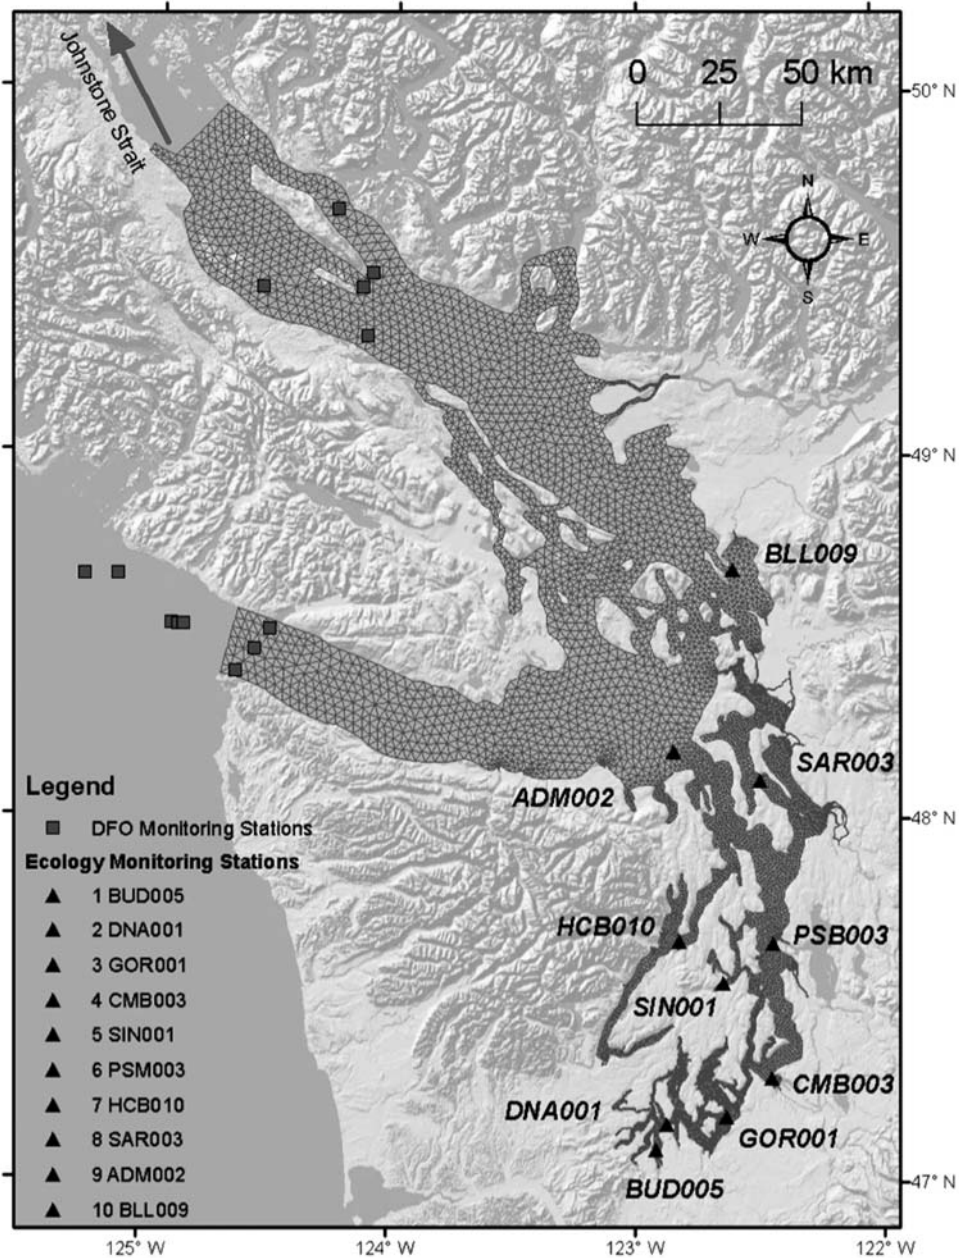 Johnstone Strait
0 25 50 km
50° N
N
W E
S
49° N
BLL009
SAR003
ADM002
48° N
HCB010
PSB003
SIN001
CMB003
DNA001
GOR001
BUD005
47° N
Legend
DFO Monitoring Stations
Ecology Monitoring Stations
1 BUD005
2 DNA001
3 GOR001
4 CMB003
5 SIN001
6 PSM003
7 HCB010
8 SAR003
9 ADM002
10 BLL009
125° W 124° W 123° W 122° W